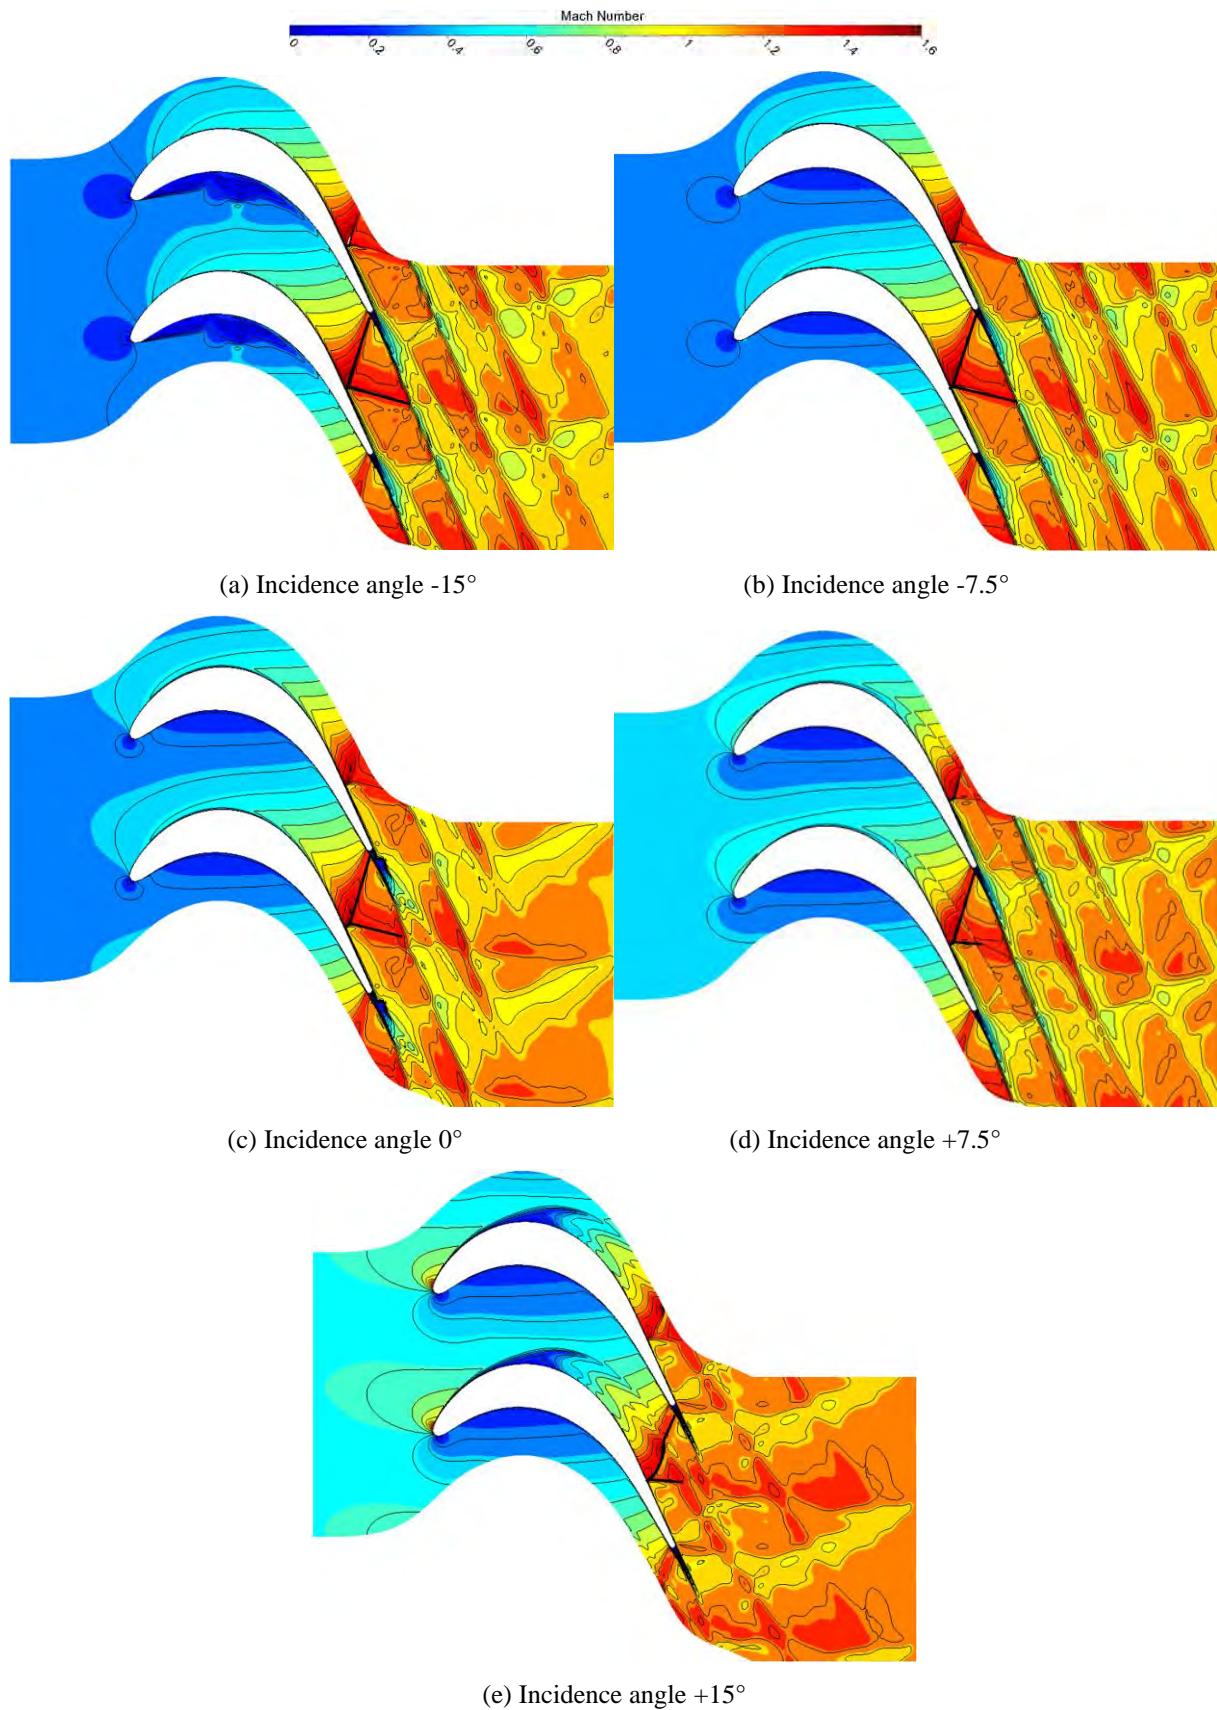 Mach Number
0 0.2 0.4 0.6 0.8 1 1.2 1.4 1.6
(a) Incidence angle -15° (b) Incidence angle -7.5°
(c) Incidence angle 0° (d) Incidence angle +7.5°
(e) Incidence angle +15°